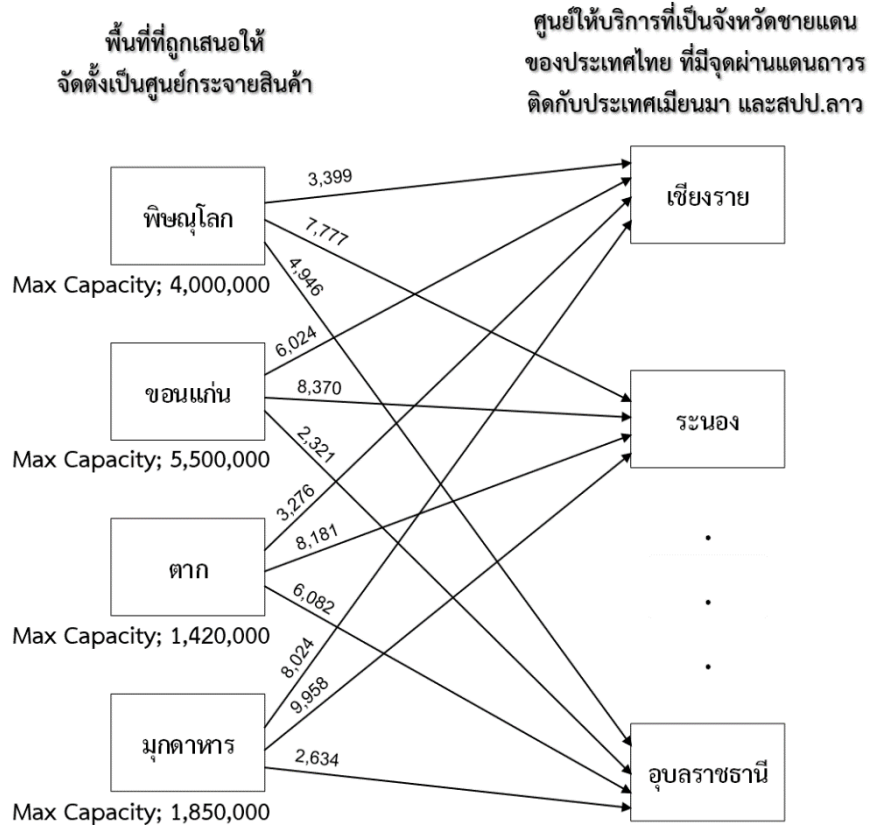 พื้นที่ที่ถูกเสนอให้
จัดตั้งเป็นศูนย์กระจายสินค้า
ศูนย์ให้บริการที่เป็นจังหวัดชายแดน
ของประเทศไทย ที่มีจุดผ่านแดนถาวร
ติดกับประเทศเมียนมา และสปป.ลาว
พิษณุโลก
Max Capacity; 4,000,000
ขอนแก่น
Max Capacity; 5,500,000
ตาก
Max Capacity; 1,420,000
มุกดาหาร
Max Capacity; 1,850,000
3,399
7,777
4,946
6,024
8,370
2,321
3,276
8,181
6,082
8,024
9,958
2,634
เชียงราย
ระนอง
.
.
.
อุบลราชธานี